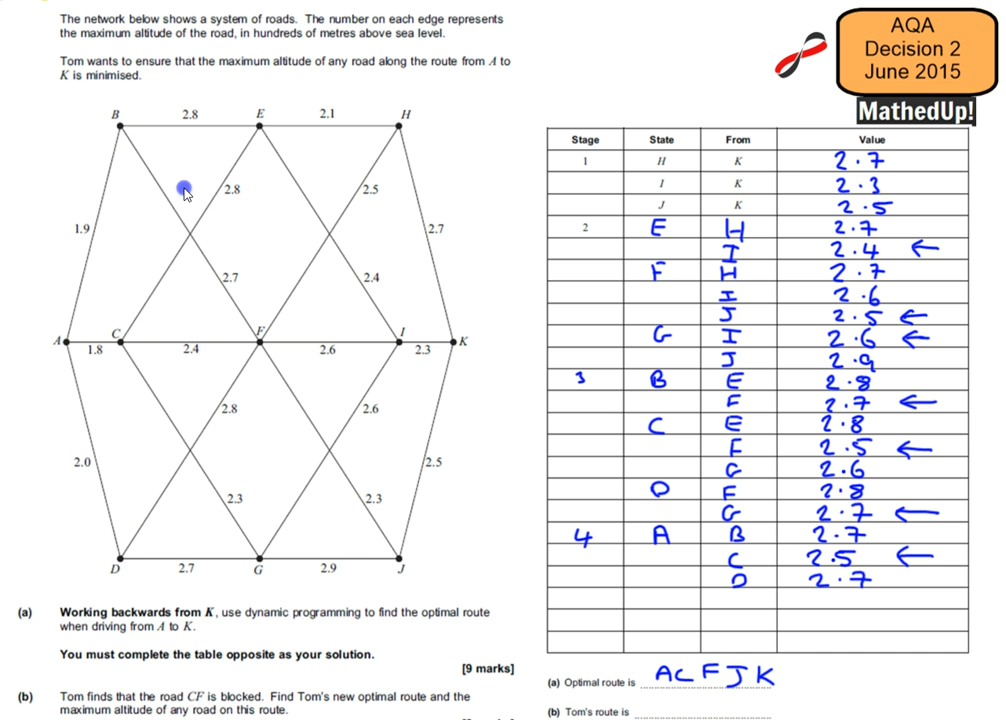 The network below shows a system of roads. The number on each edge represents
the maximum altitude of the road, in hundreds of metres above sea level.
Tom wants to ensure that the maximum altitude of any road along the route from A to
K is minimised.
AQA
Decision 2
June 2015
MathedUp!
B 2.8 E 2.1 H
2.8 2.5
1.9 2.7
2.7 2.4
A C F I K
1.8 2.4 2.6 2.3
2.8 2.6
2.0 2.5
2.3 2.3
D 2.7 G 2.9 J
Stage State From Value
1 H K 2.7
I K 2.3
J K 2.5
2 E H 2.7
I 2.4 ←
F H 2.7
I 2.6
J 2.5 ←
G I 2.6 ←
J 2.9
3 B E 2.8
F 2.7 ←
C E 2.8
F 2.5 ←
G 2.6
D F 2.8
G 2.7 ←
4 A B 2.7
C 2.5 ←
D 2.7
(a) Working backwards from K, use dynamic programming to find the optimal route
when driving from A to K.
You must complete the table opposite as your solution.
[9 marks]
(b) Tom finds that the road CF is blocked. Find Tom's new optimal route and the
maximum altitude of any road on this route.
(a) Optimal route is ACFJK
(b) Tom's route is